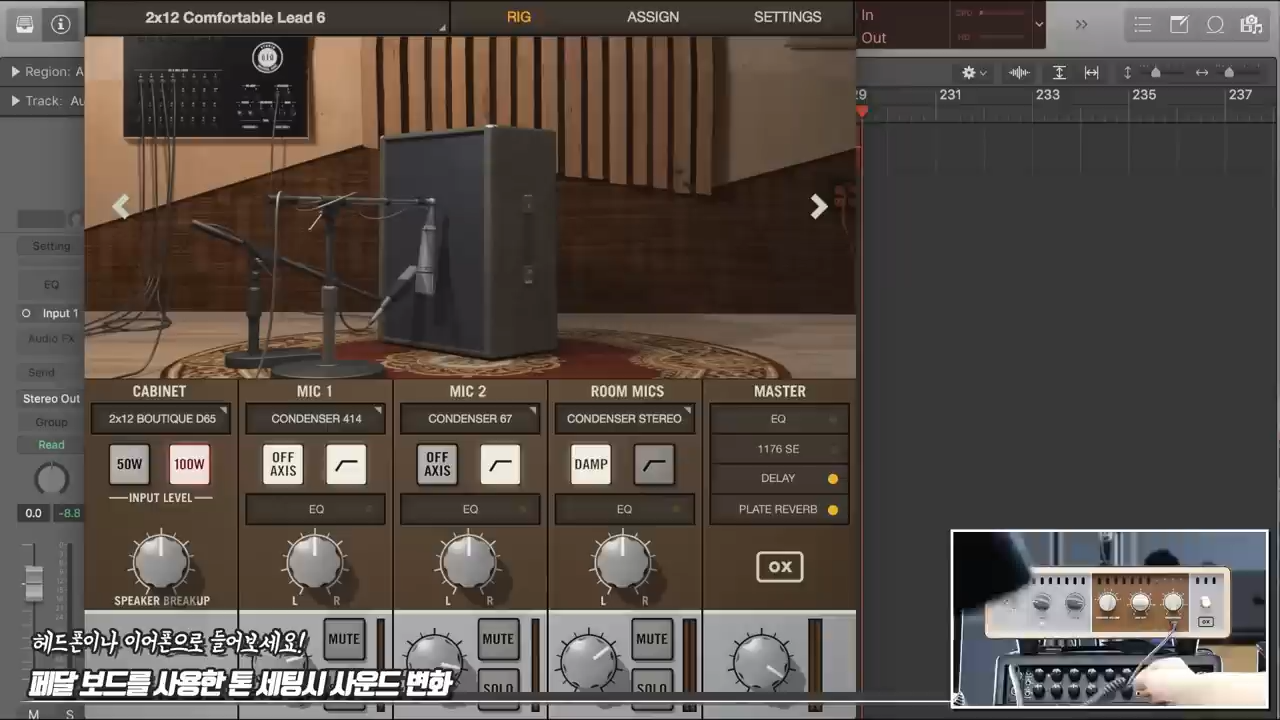 2x12 Comfortable Lead 6
RIG
ASSIGN
SETTINGS
In
Out
CPU
HD
Region: A
Track: Au
29
231
233
235
237
Setting
EQ
Input 1
Audio FX
Send
Stereo Out
Group
Read
0.0
-8.8
M
S
CABINET
MIC 1
MIC 2
ROOM MICS
MASTER
2x12 BOUTIQUE D65
CONDENSER 414
CONDENSER 67
CONDENSER STEREO
EQ
1176 SE
DELAY
PLATE REVERB
50W
100W
OFF AXIS
OFF AXIS
DAMP
INPUT LEVEL
EQ
EQ
EQ
SPEAKER BREAKUP
L
R
L
R
L
R
OX
MUTE
MUTE
MUTE
SOLO
SOLO
헤드폰이나 이어폰으로 들어보세요!
페달 보드를 사용한 톤 세팅시 사운드 변화
OX